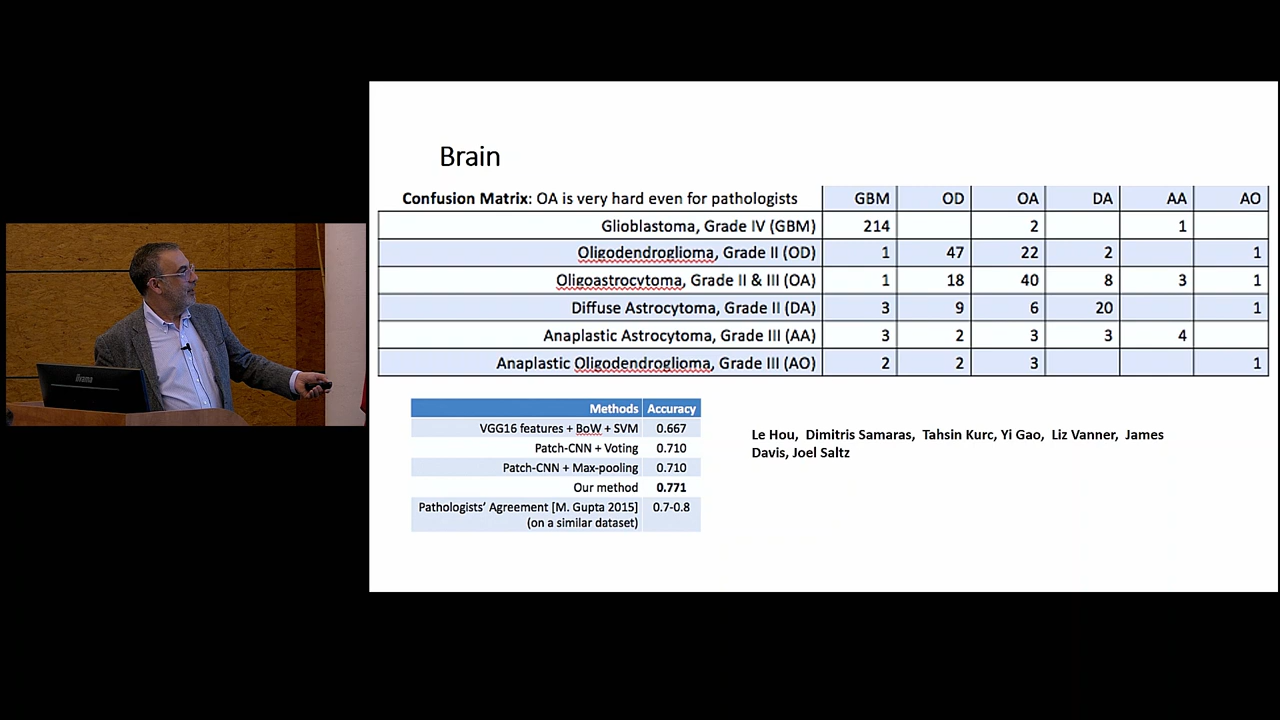 Brain
Confusion Matrix: OA is very hard even for pathologists GBM OD OA DA AA AO
Glioblastoma, Grade IV (GBM) 214 2 1
Oligodendroglioma, Grade II (OD) 1 47 22 2 1
Oligoastrocytoma, Grade II & III (OA) 1 18 40 8 3 1
Diffuse Astrocytoma, Grade II (DA) 3 9 6 20 1
Anaplastic Astrocytoma, Grade III (AA) 3 2 3 3 4
Anaplastic Oligodendroglioma, Grade III (AO) 2 2 3 1
Methods Accuracy
VGG16 features + BoW + SVM 0.667
Patch-CNN + Voting 0.710
Patch-CNN + Max-pooling 0.710
Our method 0.771
Pathologists' Agreement [M. Gupta 2015] 0.7-0.8
(on a similar dataset)
Le Hou, Dimitris Samaras, Tahsin Kurc, Yi Gao, Liz Vanner, James
Davis, Joel Saltz
iiyama